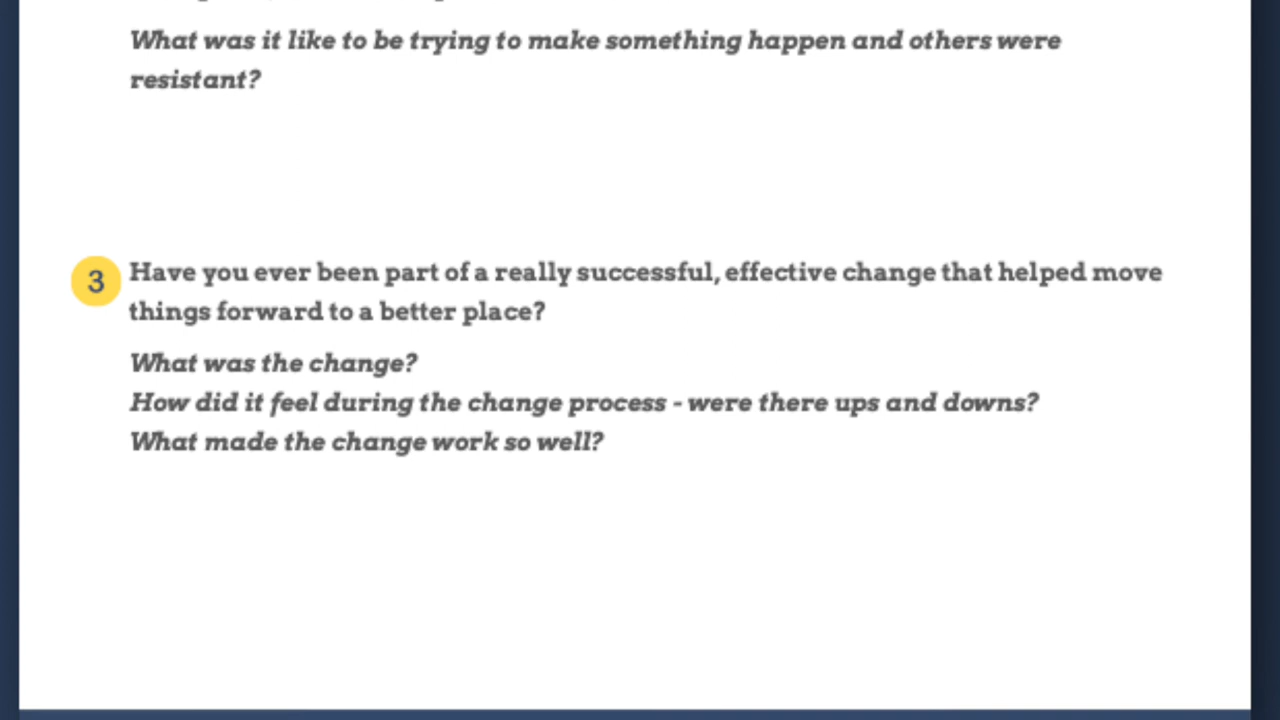 What was it like to be trying to make something happen and others were
resistant?
3
Have you ever been part of a really successful, effective change that helped move
things forward to a better place?
What was the change?
How did it feel during the change process - were there ups and downs?
What made the change work so well?